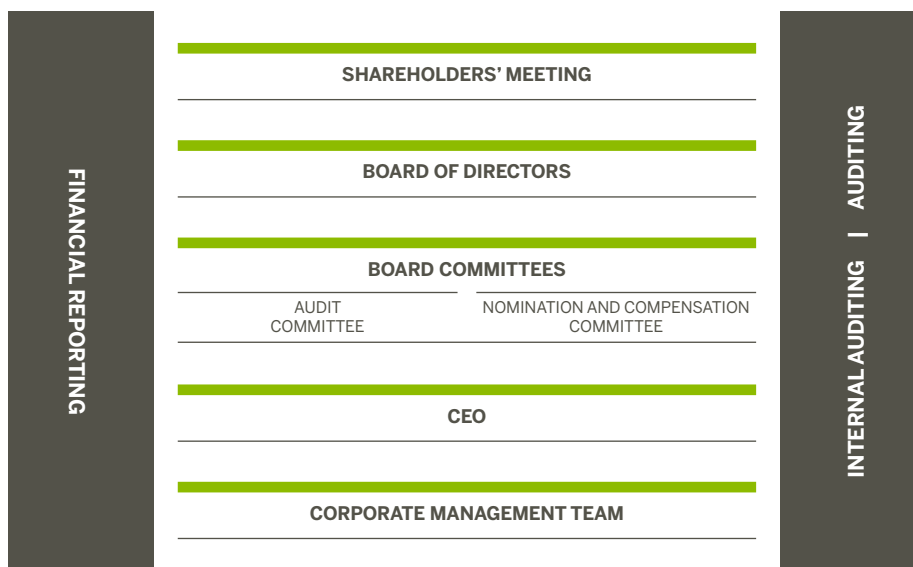 FINANCIAL REPORTING
SHAREHOLDERS’ MEETING
BOARD OF DIRECTORS
BOARD COMMITTEES
AUDIT
COMMITTEE
NOMINATION AND COMPENSATION
COMMITTEE
CEO
CORPORATE MANAGEMENT TEAM
INTERNAL AUDITING | AUDITING